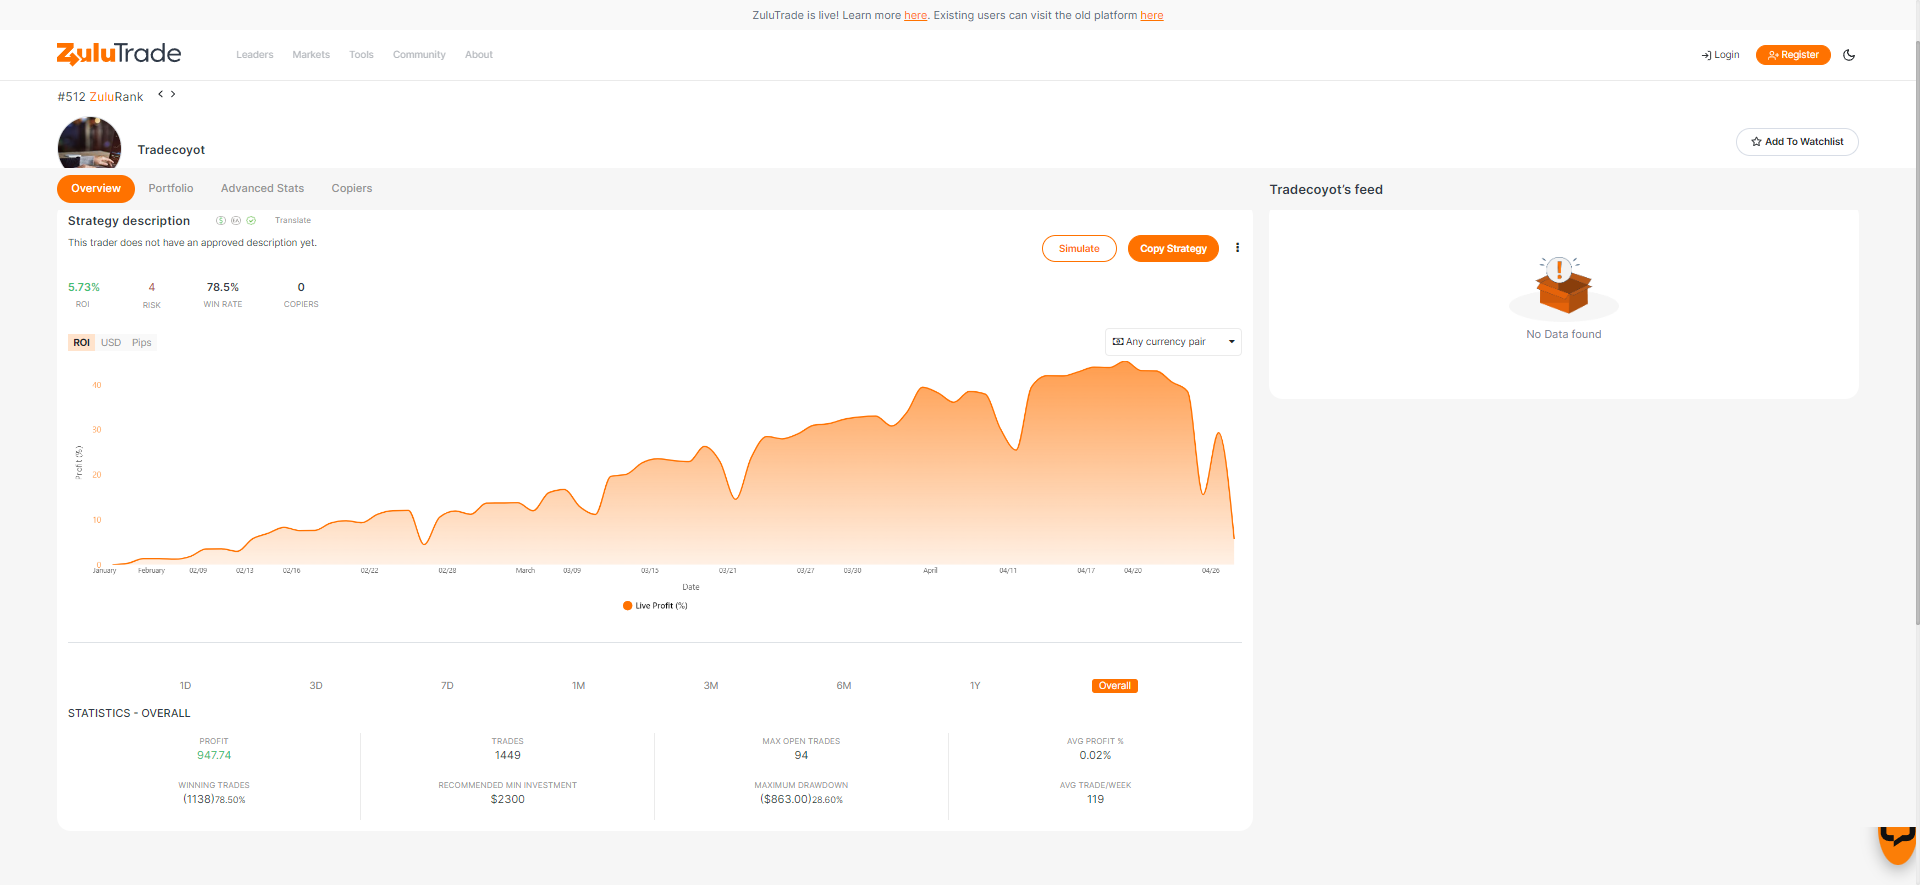 ZuluTrade is live! Learn more here. Existing users can visit the old platform here
ZuluTrade
Leaders Markets Tools Community About
Login
Register
#512 ZuluRank
Tradecoyot
Add To Watchlist
Overview Portfolio Advanced Stats Copiers
Tradecoyot's feed
Strategy description
EA
Translate
This trader does not have an approved description yet.
Simulate
Copy Strategy
5.73% 4 78.5% 0
ROI RISK WIN RATE COPIERS
No Data found
ROI USD Pips
Any currency pair
40
30
20
10
0
Profit (%)
January February 02/09 02/13 02/16 02/22 02/28 March 03/09 03/15 03/21 03/27 03/30 April 04/11 04/17 04/20 04/26
Date
Live Profit (%)
1D 3D 7D 1M 3M 6M 1Y Overall
STATISTICS - OVERALL
PROFIT TRADES MAX OPEN TRADES AVG PROFIT %
947.74 1449 94 0.02%
WINNING TRADES RECOMMENDED MIN INVESTMENT MAXIMUM DRAWDOWN AVG TRADE/WEEK
(1138)78.50% $2300 ($863.00)28.60% 119